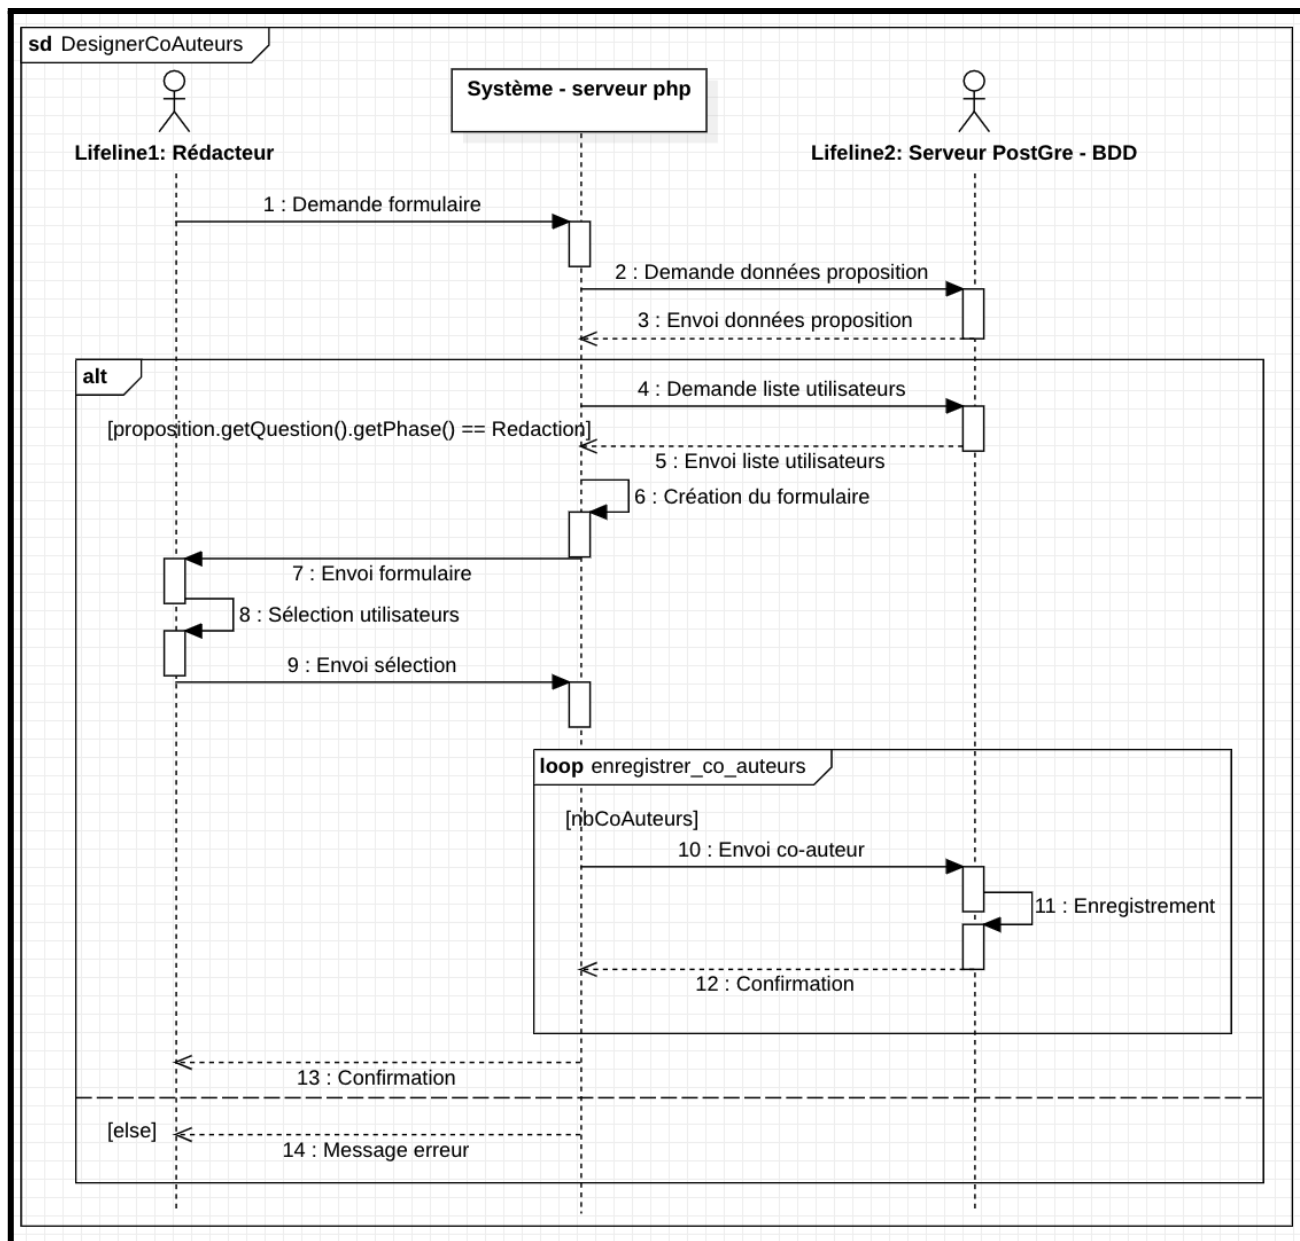 sd DesignerCoAuteurs
Système - serveur php
Lifeline1: Rédacteur
Lifeline2: Serveur PostGre - BDD
1 : Demande formulaire
2 : Demande données proposition
3 : Envoi données proposition
alt
4 : Demande liste utilisateurs
[proposition.getQuestion().getPhase() == Redaction]
5 : Envoi liste utilisateurs
6 : Création du formulaire
7 : Envoi formulaire
8 : Sélection utilisateurs
9 : Envoi sélection
loop enregistrer_co_auteurs
[nbCoAuteurs]
10 : Envoi co-auteur
11 : Enregistrement
12 : Confirmation
13 : Confirmation
[else]
14 : Message erreur